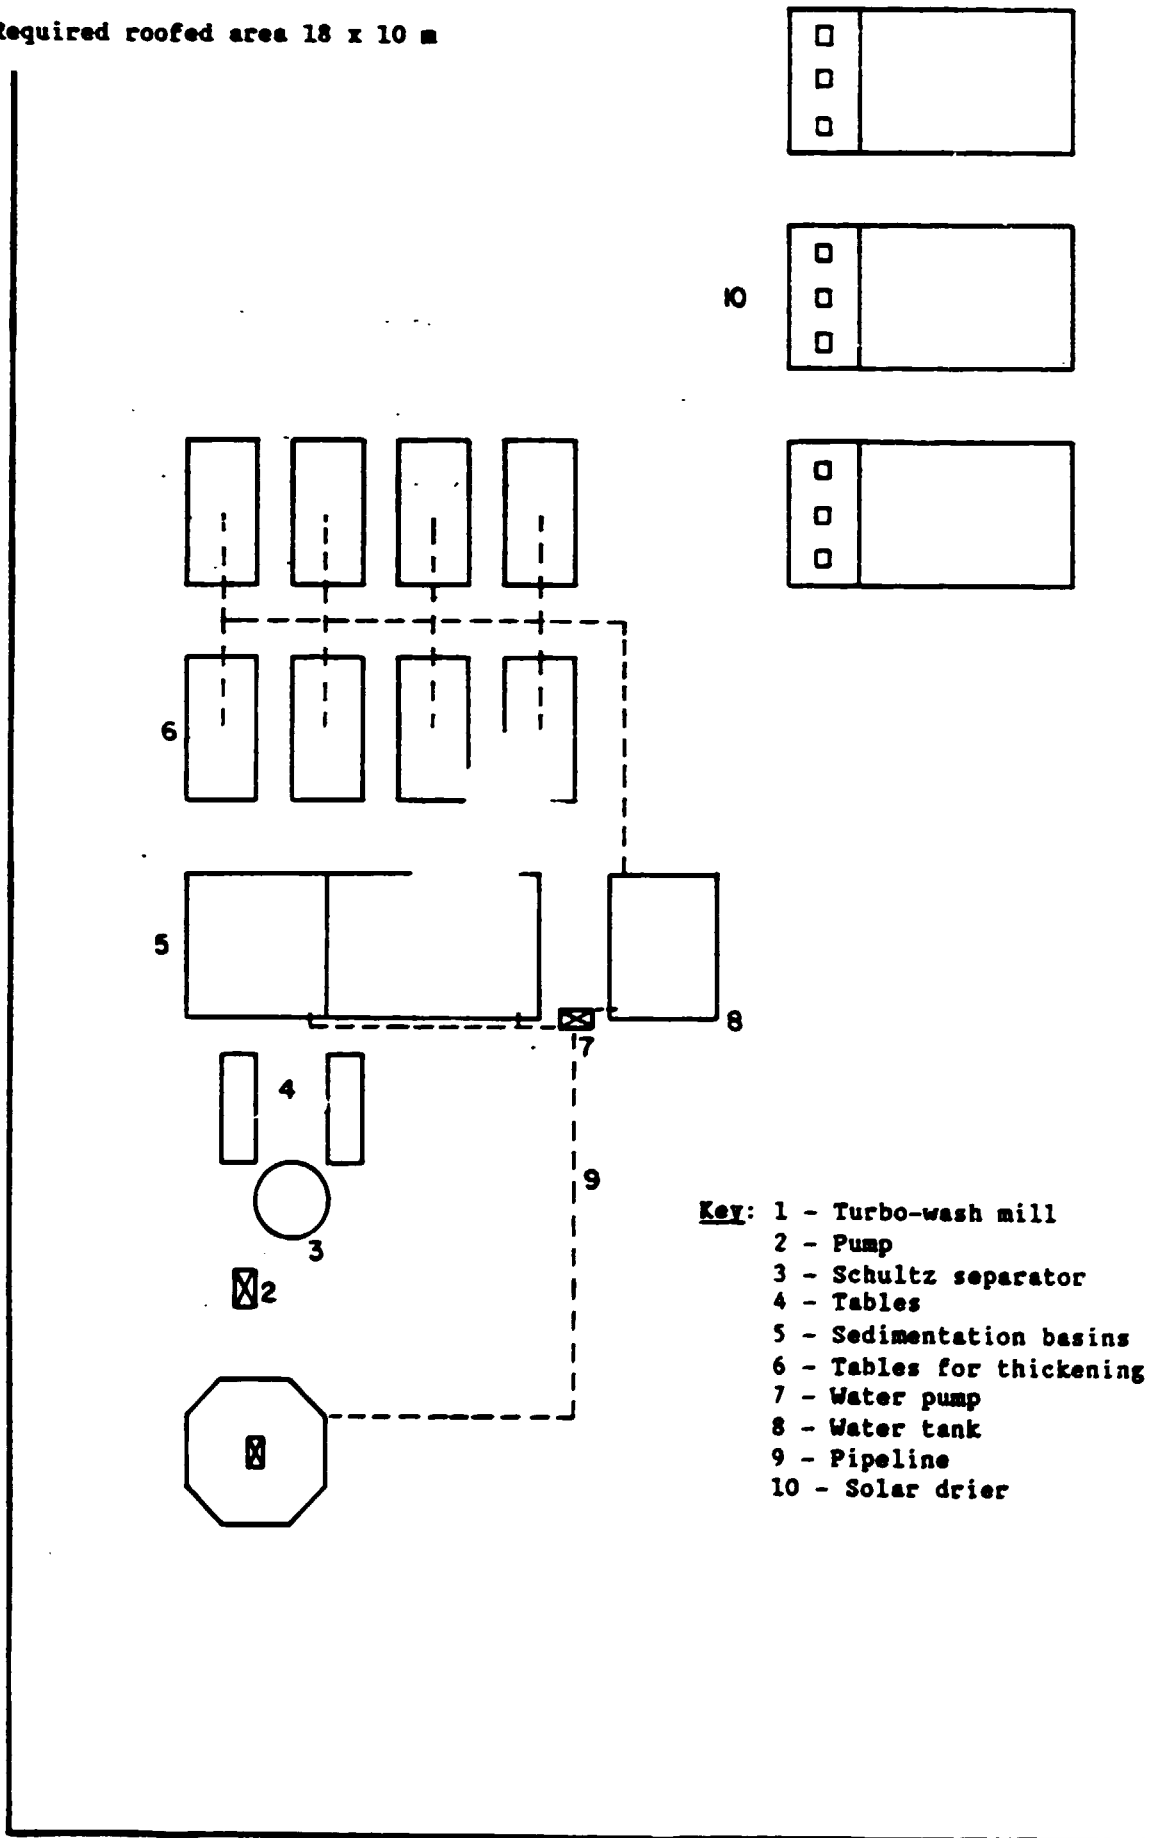 Required roofed area 18 x 10 m
10
6
5
8
7
4
9
3
2
Key: 1 - Turbo-wash mill
2 - Pump
3 - Schultz separator
4 - Tables
5 - Sedimentation basins
6 - Tables for thickening
7 - Water pump
8 - Water tank
9 - Pipeline
10 - Solar drier